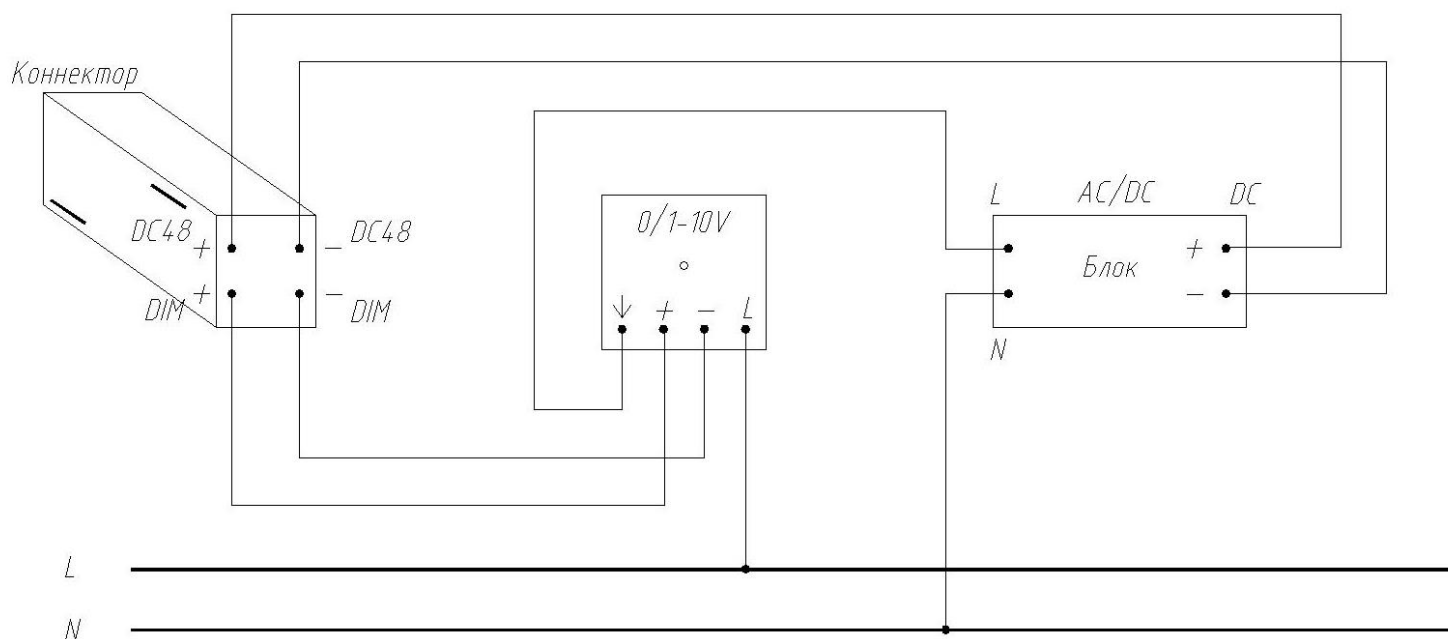 Коннектор
L AC/DC DC
DC48 + − DC48
0/1-10V
+
Блок
DIM + − DIM
−
↓ + − L
N
L
N